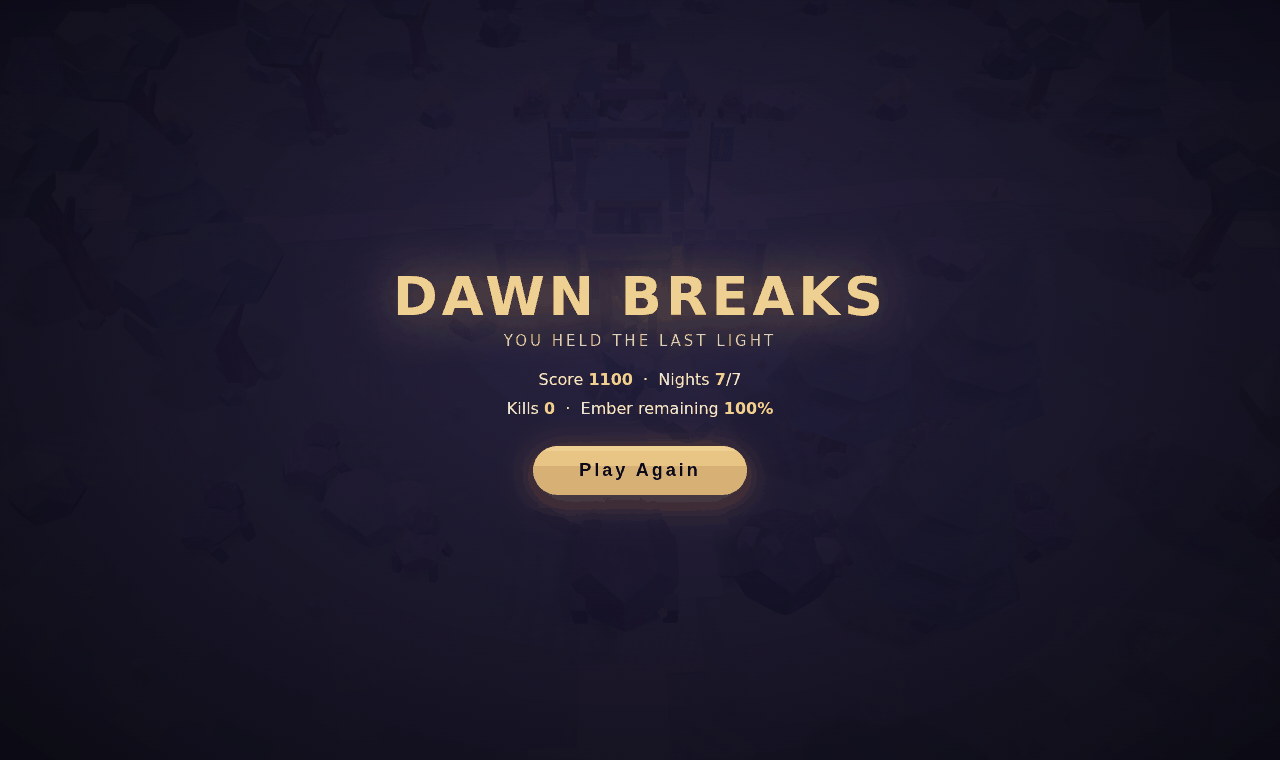 DAWN BREAKS
YOU HELD THE LAST LIGHT
Score 1100 · Nights 7/7
Kills 0 · Ember remaining 100%
Play Again